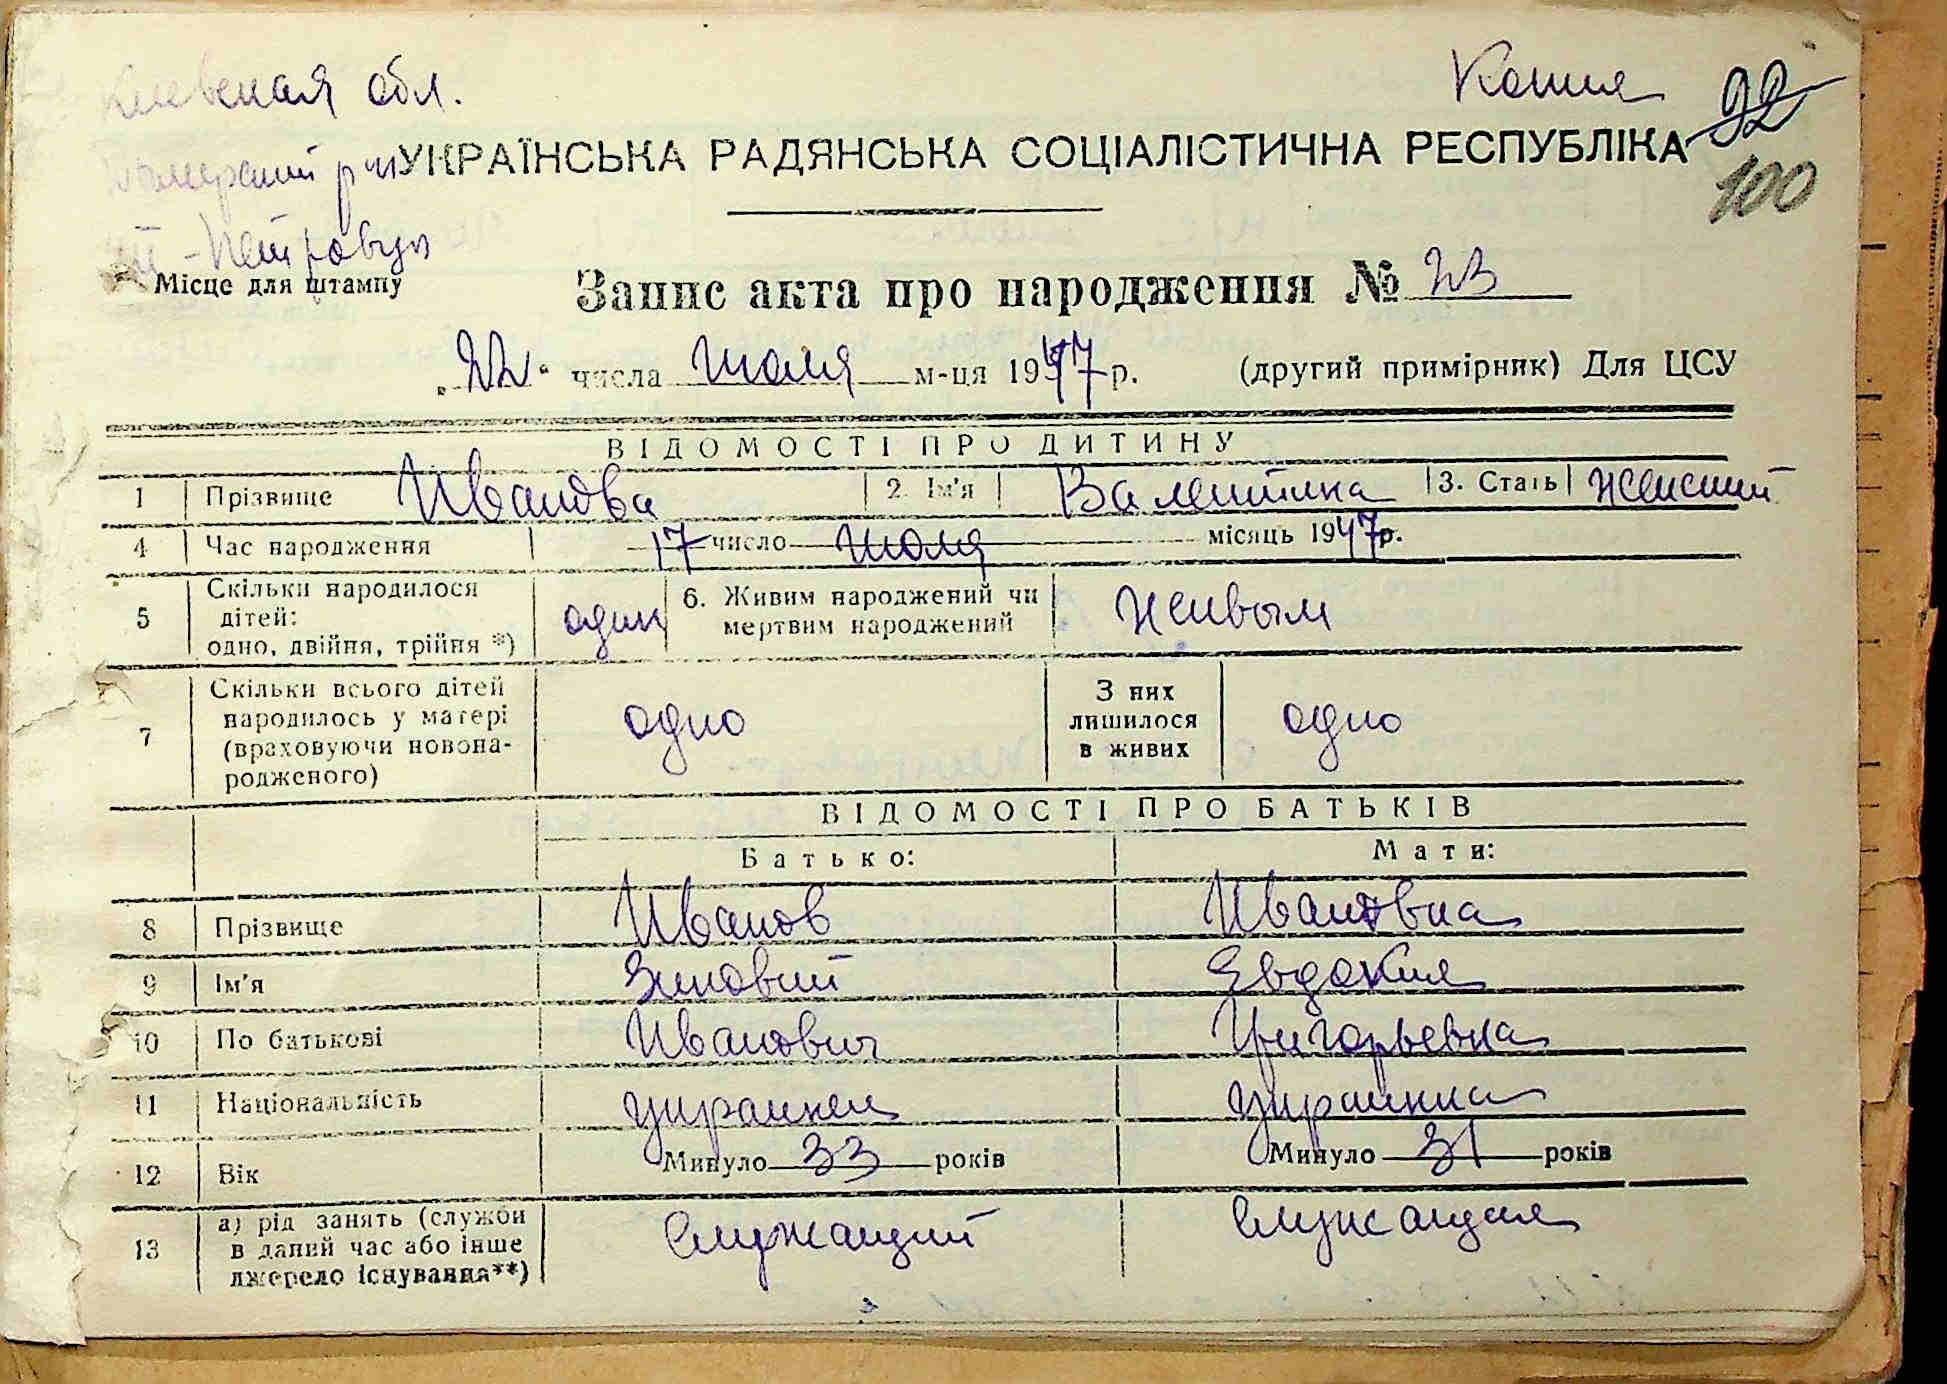 Киевская обл. Копия 92
УКРАЇНСЬКА РАДЯНСЬКА СОЦІАЛІСТИЧНА РЕСПУБЛІКА
100
Петровцы
Місце для штампу
Запис акта про народження № 23
„22“ числа июля м-ця 1947 р. (другий примірник) Для ЦСУ
ВІДОМОСТІ ПРО ДИТИНУ
1 Прізвище Иванова 2. Ім'я Валентина 3. Стать женский
4 Час народження 17 число июля місяць 1947 р.
5 Скільки народилося дітей: одно, двійня, трійня *) один 6. Живим народжений чи мертвим народжений живым
7 Скільки всього дітей народилось у матері (враховуючи новонародженого) одно З них лишилося в живих одно
ВІДОМОСТІ ПРО БАТЬКІВ
Батько: Мати:
8 Прізвище Иванов Ивановна
9 Ім'я Зиновий Евдокия
10 По батькові Иванович Григорьевна
11 Національність украинец украинка
12 Вік Минуло 33 років Минуло 31 років
13 а) рід занять (служби в даний час або інше джерело існування**) Служащий Служащая